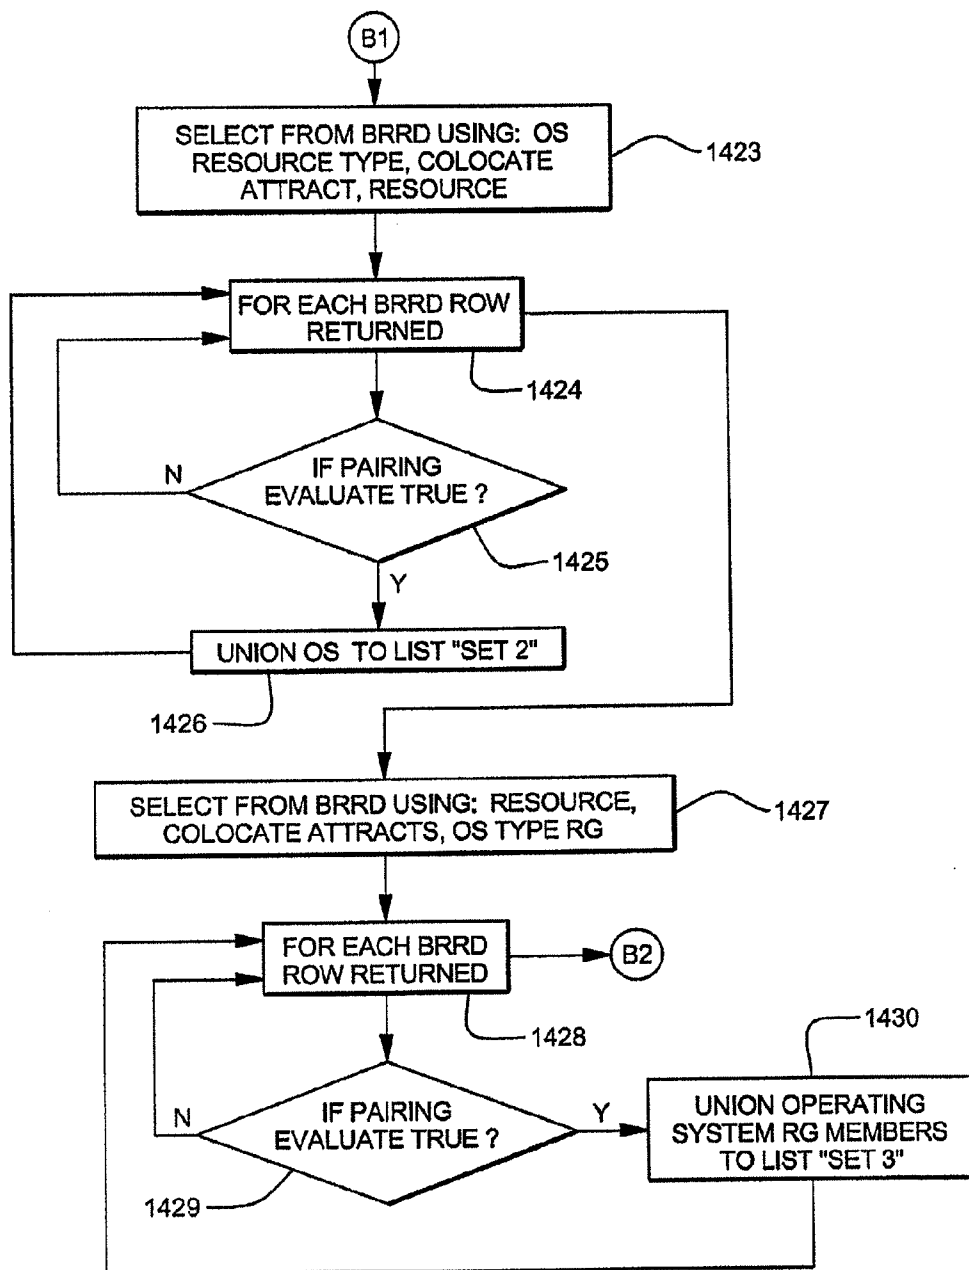 B1
SELECT FROM BRRD USING: OS
RESOURCE TYPE, COLOCATE
ATTRACT, RESOURCE
1423
FOR EACH BRRD ROW
RETURNED
1424
IF PAIRING
EVALUATE TRUE ?
N
1425
Y
UNION OS TO LIST "SET 2"
1426
SELECT FROM BRRD USING: RESOURCE,
COLOCATE ATTRACTS, OS TYPE RG
1427
FOR EACH BRRD
ROW RETURNED
B2
1428
1430
IF PAIRING
EVALUATE TRUE ?
N
Y
UNION OPERATING
SYSTEM RG MEMBERS
TO LIST "SET 3"
1429